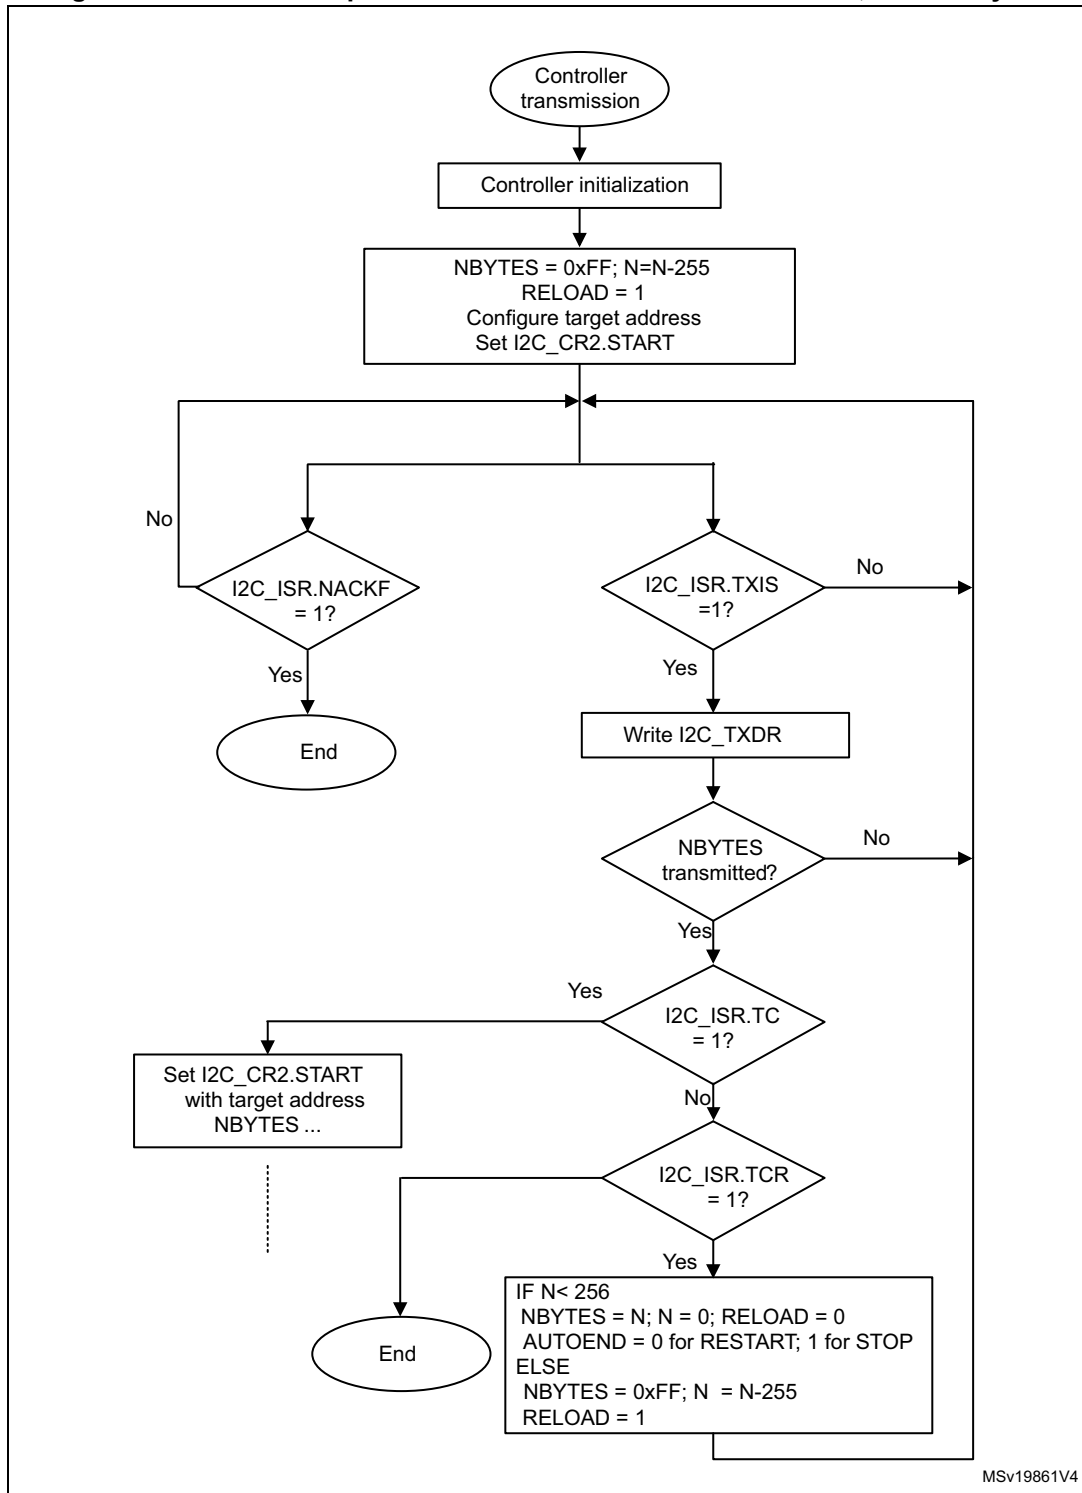 Controller
transmission
Controller initialization
NBYTES = 0xFF; N=N-255
RELOAD = 1
Configure target address
Set I2C_CR2.START
No
I2C_ISR.NACKF
= 1?
I2C_ISR.TXIS
=1?
No
Yes
Yes
End
Write I2C_TXDR
NBYTES
transmitted?
No
Yes
Yes
I2C_ISR.TC
= 1?
Set I2C_CR2.START
with target address
NBYTES ...
No
I2C_ISR.TCR
= 1?
Yes
IF N< 256
NBYTES = N; N = 0; RELOAD = 0
AUTOEND = 0 for RESTART; 1 for STOP
ELSE
NBYTES = 0xFF; N = N-255
RELOAD = 1
End
MSv19861V4